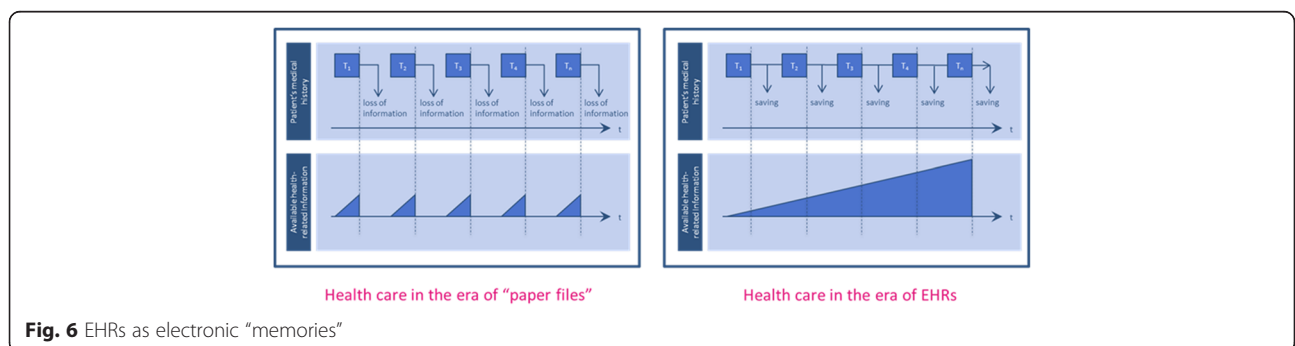 Patient's medical
history
T1
T2
T3
T4
Tn
loss of
information
loss of
information
loss of
information
loss of
information
loss of
information
t
Available health-
related information
t
Health care in the era of “paper files”
Patient's medical
history
T1
T2
T3
T4
Tn
saving
saving
saving
saving
saving
t
Available health-
related information
t
Health care in the era of EHRs
Fig. 6 EHRs as electronic “memories”